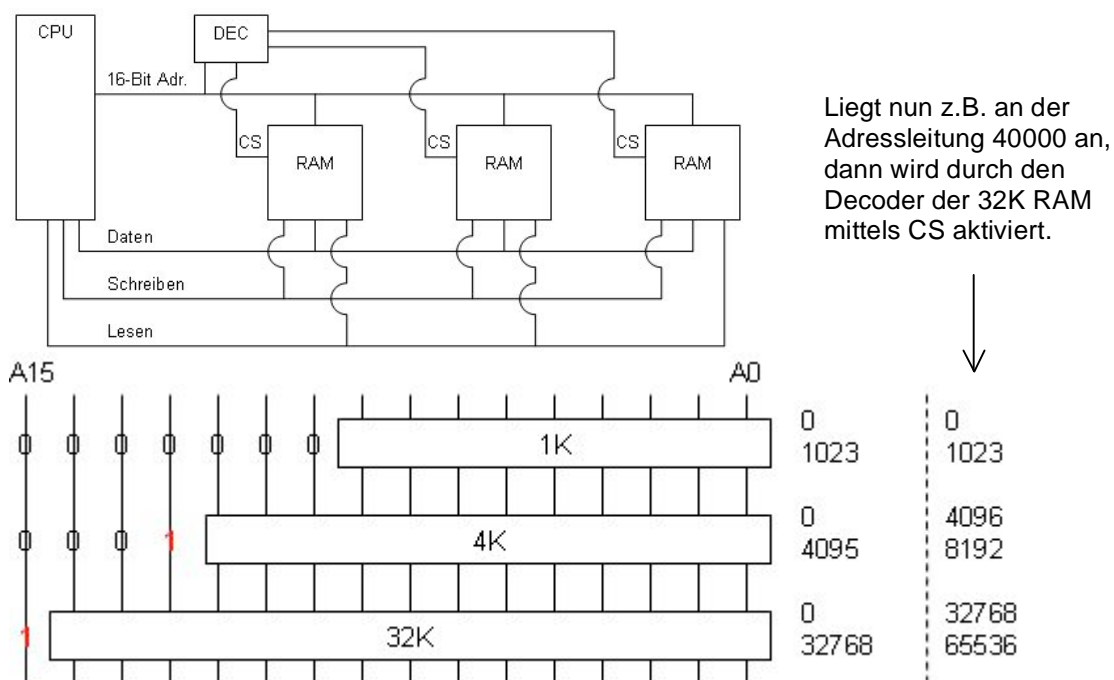 CPU
DEC
16-Bit Adr.
CS
RAM
CS
RAM
CS
RAM
Daten
Schreiben
Lesen
Liegt nun z.B. an der
Adressleitung 40000 an,
dann wird durch den
Decoder der 32K RAM
mittels CS aktiviert.
A15 A0
0 0 0 0 0 0 0 1K 0 0
1023 1023
0 0 0 1 4K 0 4096
4095 8192
1 32K 0 32768
32768 65536